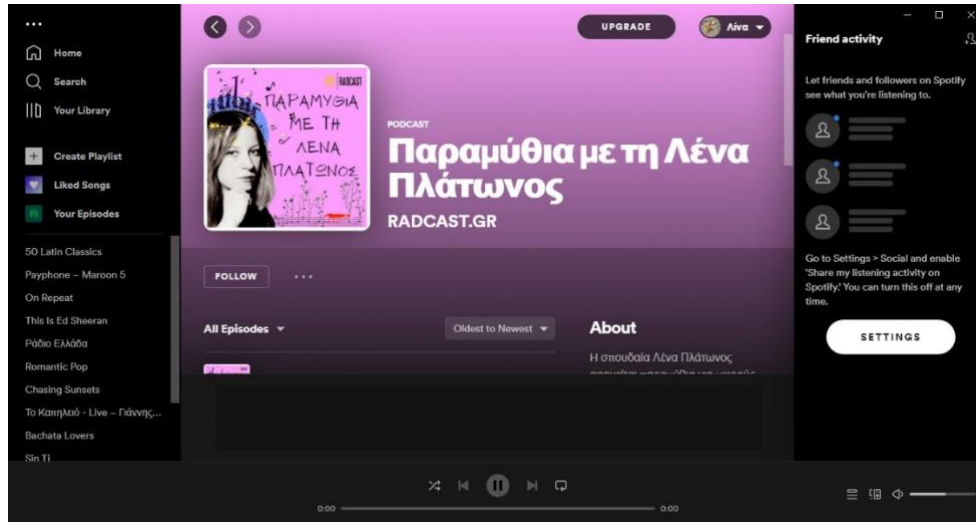 Home
Search
Your Library
Create Playlist
Liked Songs
Your Episodes
50 Latin Classics
Payphone – Maroon 5
On Repeat
This Is Ed Sheeran
Ράδιο Ελλάδα
Romantic Pop
Chasing Sunsets
Το Καπηλειό - Live – Γιάννης...
Bachata Lovers
Sin Ti
UPGRADE
Λίνα
RADCAST
ΠΑΡΑΜΥΘΙΑ
ΜΕ ΤΗ
ΛΕΝΑ
ΠΛΑΤΩΝΟΣ
PODCAST
Παραμύθια με τη Λένα
Πλάτωνος
RADCAST.GR
FOLLOW
All Episodes
Oldest to Newest
About
Η σπουδαία Λένα Πλάτωνος
Friend activity
Let friends and followers on Spotify
see what you're listening to.
Go to Settings > Social and enable
'Share my listening activity on
Spotify.' You can turn this off at any
time.
SETTINGS
0:00
0:00